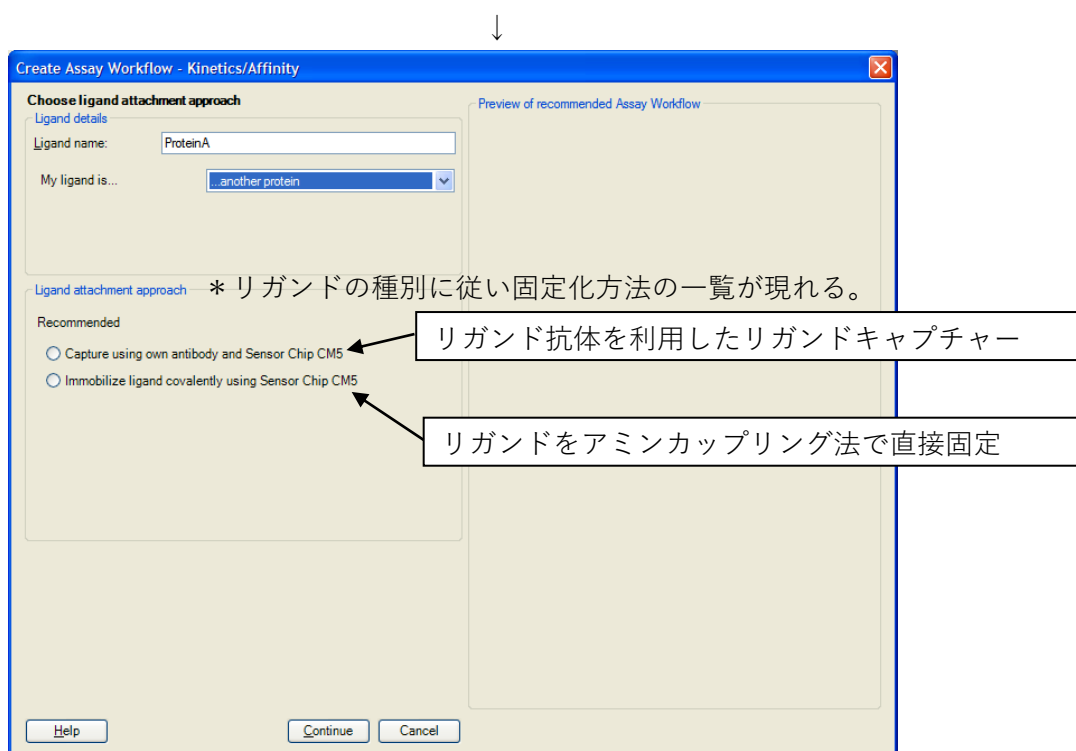 ↓
Create Assay Workflow - Kinetics/Affinity
Choose ligand attachment approach
Ligand details
Ligand name: ProteinA
My ligand is... ...another protein
Preview of recommended Assay Workflow
Ligand attachment approach
＊リガンドの種別に従い固定化方法の一覧が現れる。
Recommended
リガンド抗体を利用したリガンドキャプチャー
Capture using own antibody and Sensor Chip CM5
Immobilize ligand covalently using Sensor Chip CM5
リガンドをアミンカップリング法で直接固定
Help Continue Cancel